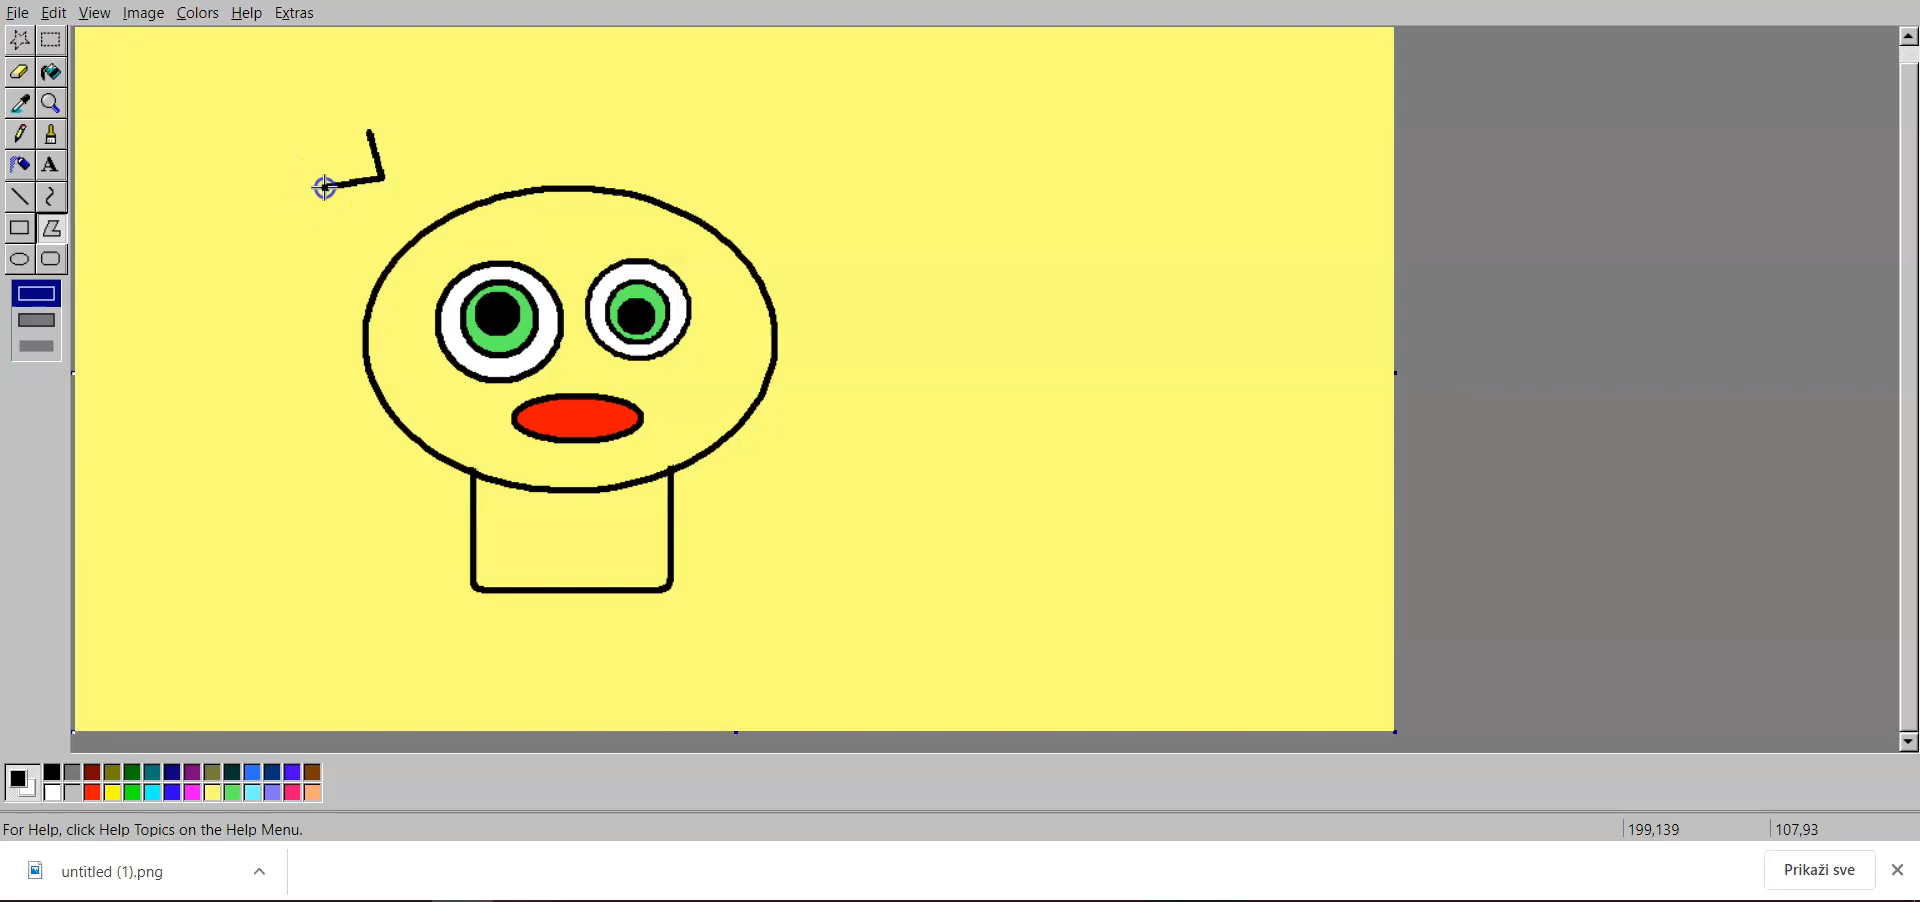 File Edit View Image Colors Help Extras
A
For Help, click Help Topics on the Help Menu. 199,139 107,93
untitled (1).png Prikaži sve